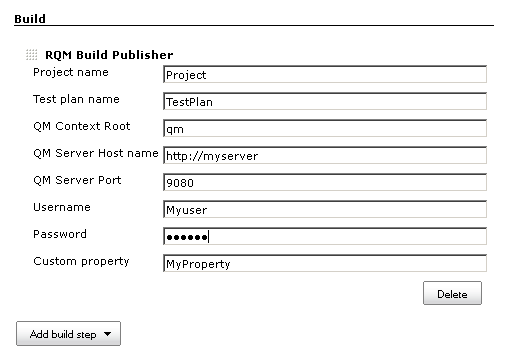 Build
RQM Build Publisher
Project name Project
Test plan name TestPlan
QM Context Root qm
QM Server Host name http://myserver
QM Server Port 9080
Username Myuser
Password ●●●●●●
Custom property MyProperty
Delete
Add build step